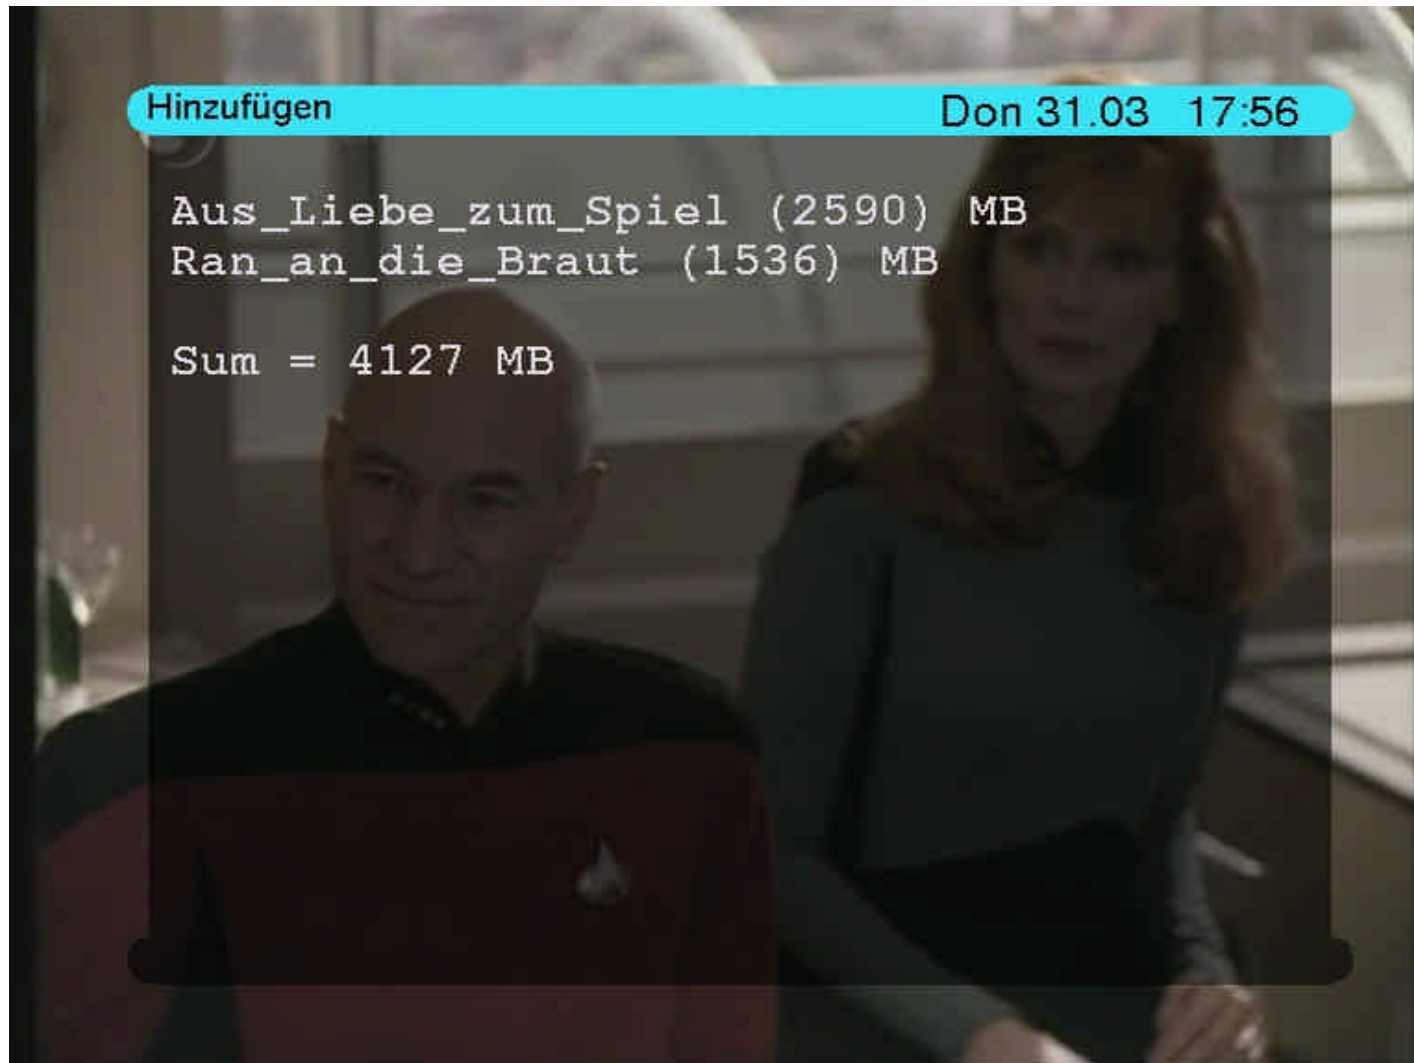 Hinzufügen Don 31.03 17:56
Aus_Liebe_zum_Spiel (2590) MB
Ran_an_die_Braut (1536) MB
Sum = 4127 MB